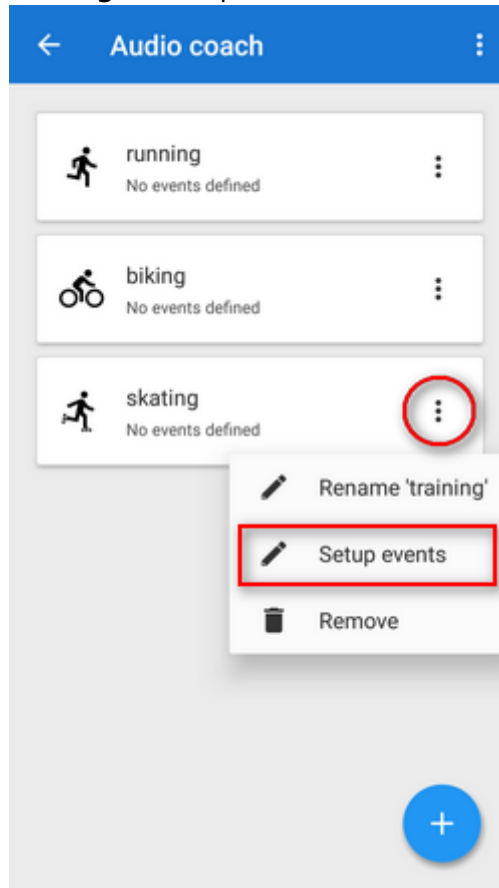 Audio coach
running
No events defined
biking
No events defined
skating
No events defined
Rename 'training'
Setup events
Remove